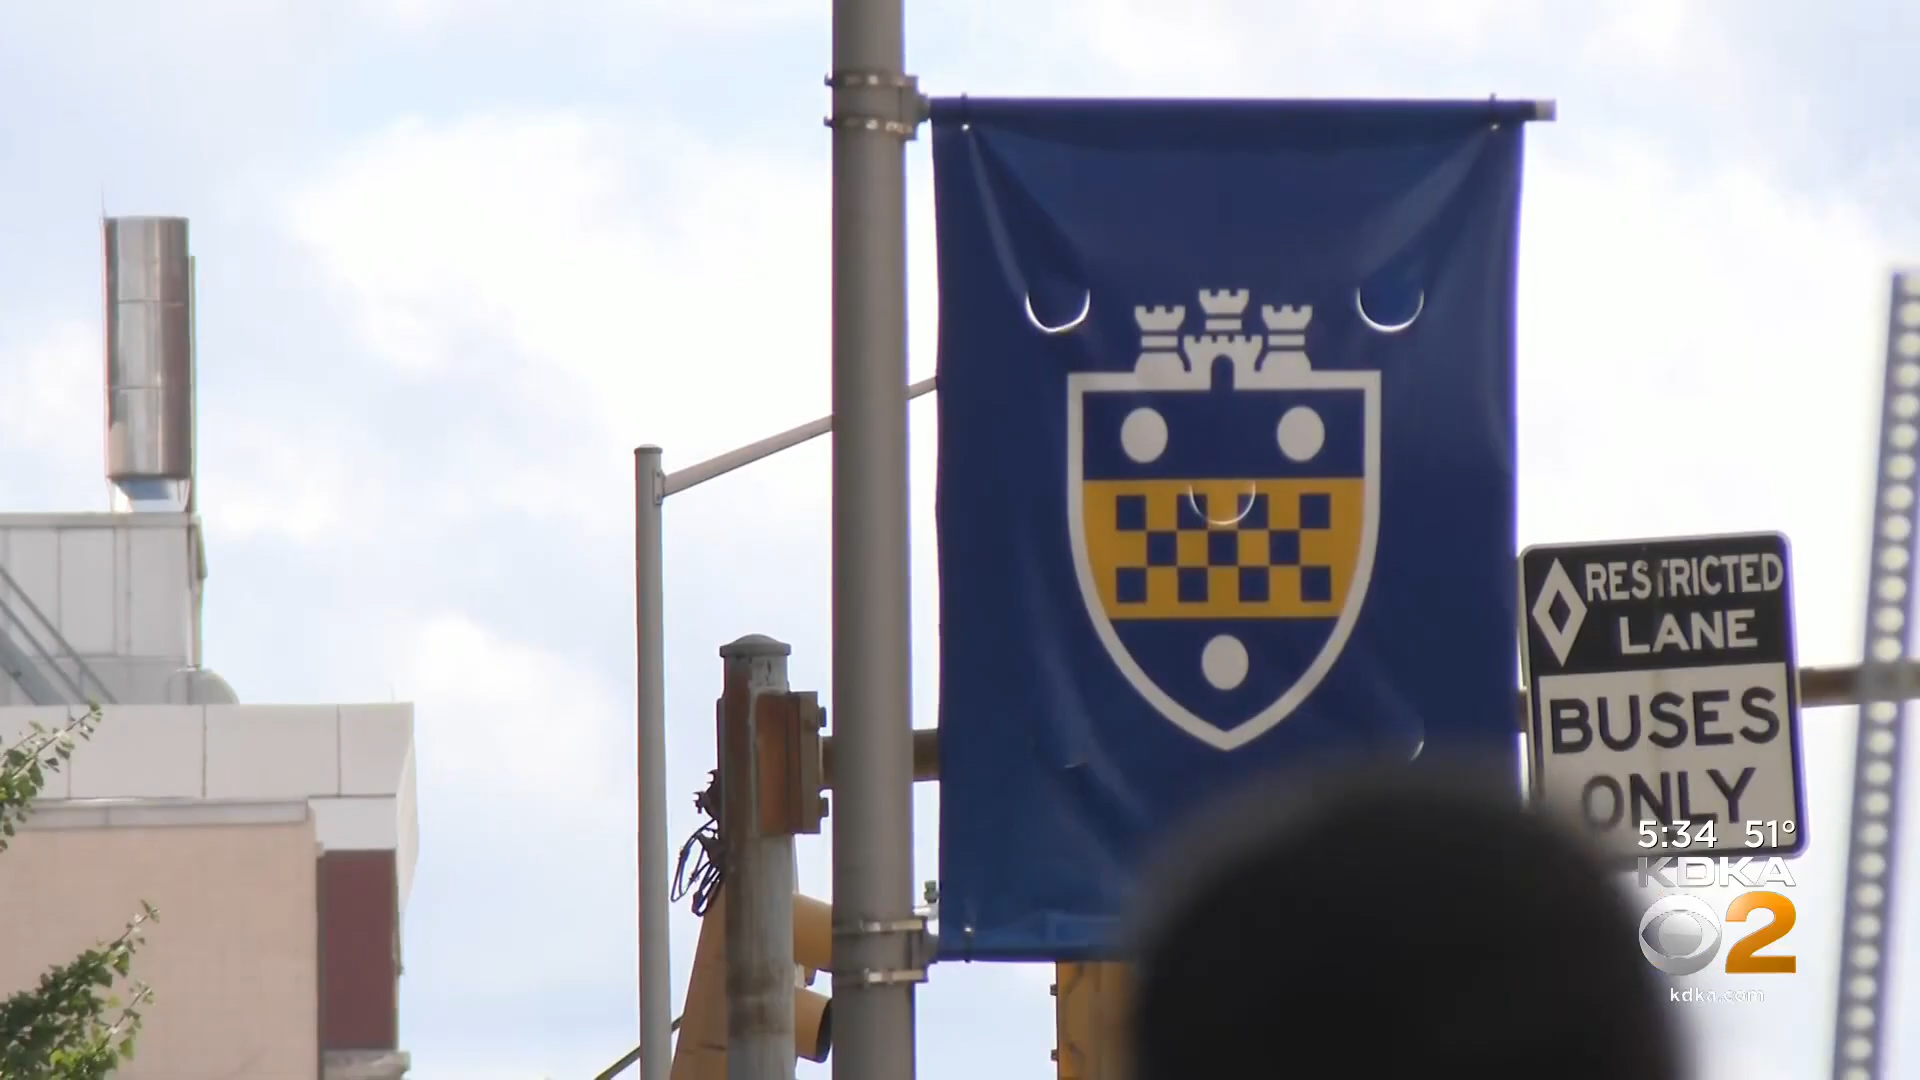 RESTRICTED
LANE
BUSES
ONLY
5:34 51°
KDKA
2
kdka.com